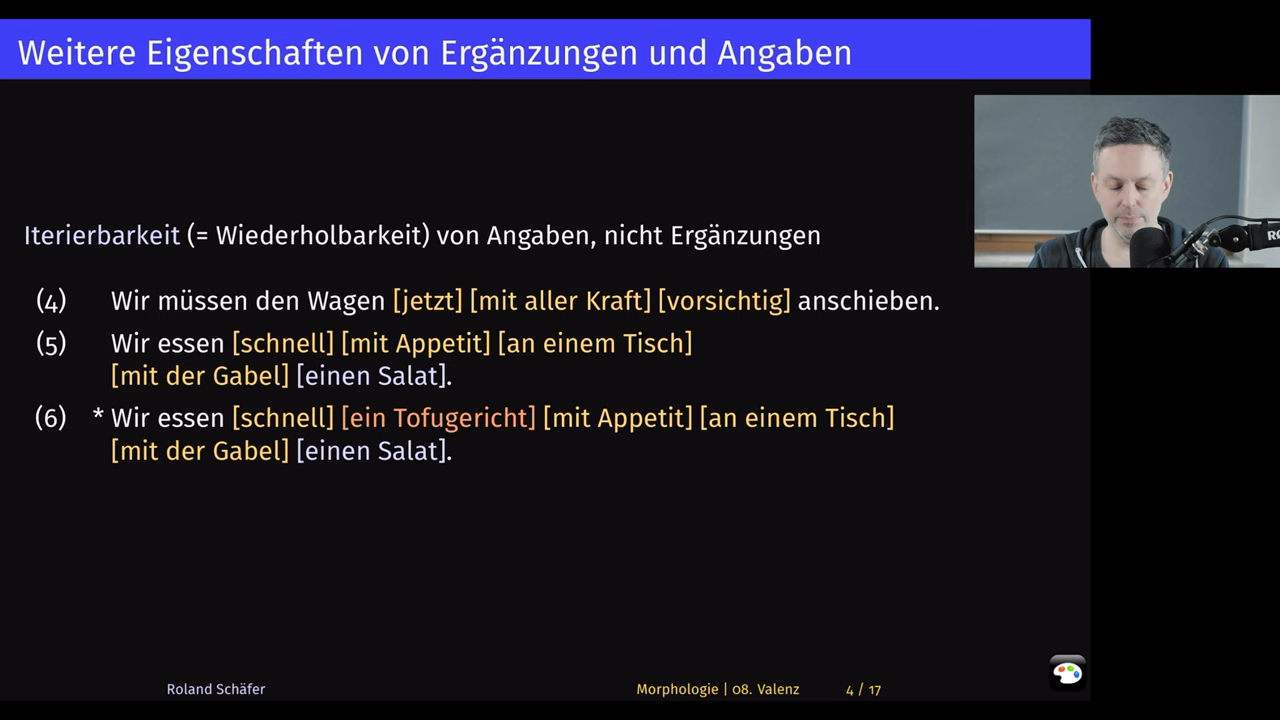 Weitere Eigenschaften von Ergänzungen und Angaben
Iterierbarkeit (= Wiederholbarkeit) von Angaben, nicht Ergänzungen
(4) Wir müssen den Wagen [jetzt] [mit aller Kraft] [vorsichtig] anschieben.
(5) Wir essen [schnell] [mit Appetit] [an einem Tisch]
[mit der Gabel] [einen Salat].
(6) * Wir essen [schnell] [ein Tofugericht] [mit Appetit] [an einem Tisch]
[mit der Gabel] [einen Salat].
Roland Schäfer
Morphologie | 08. Valenz
4 / 17